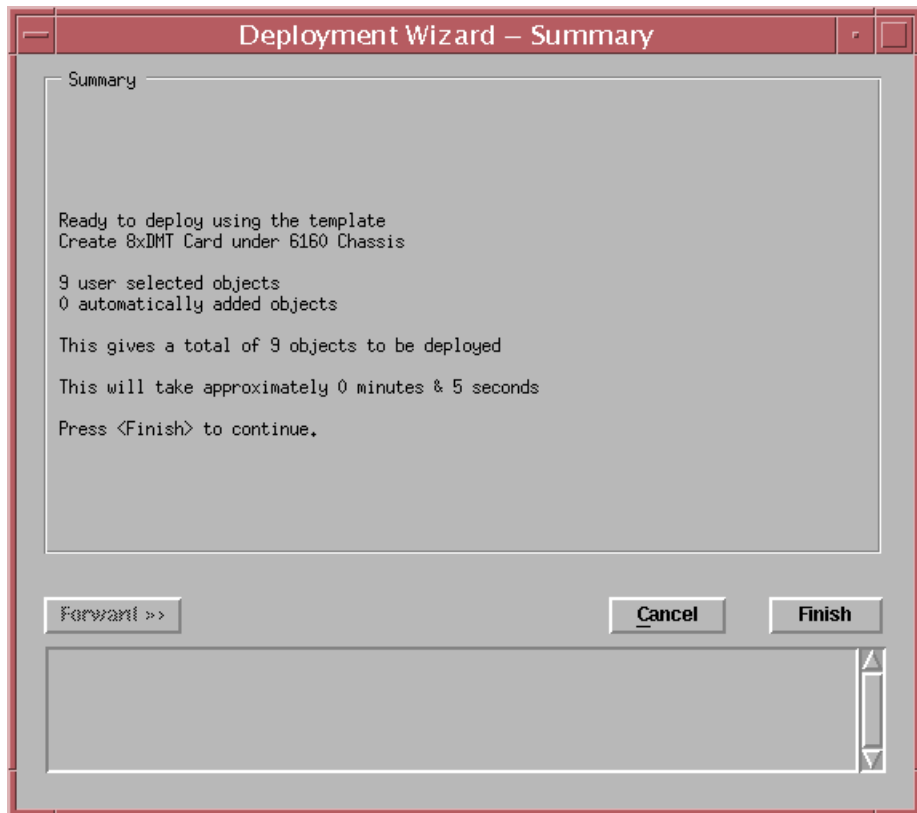 Deployment Wizard – Summary
Summary
Ready to deploy using the template
Create 8xDMT Card under 6160 Chassis
9 user selected objects
0 automatically added objects
This gives a total of 9 objects to be deployed
This will take approximately 0 minutes & 5 seconds
Press <Finish> to continue.
Forward >>
Cancel
Finish